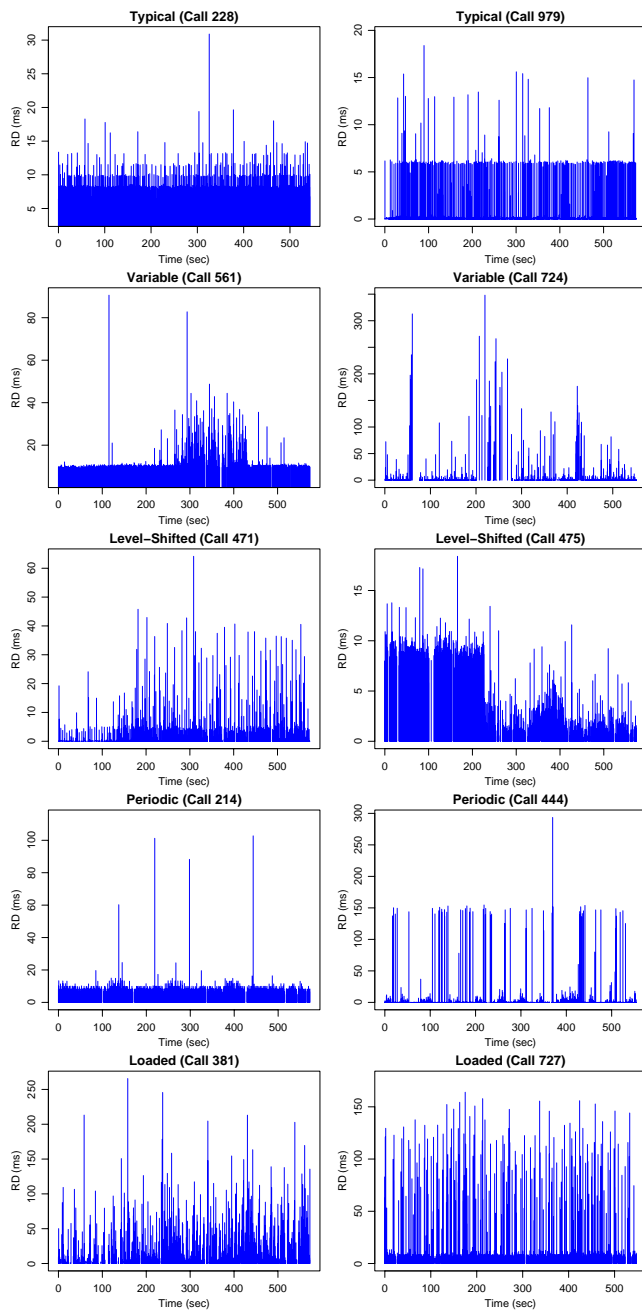 Typical (Call 228)
RD (ms)
30
25
20
15
10
5
0 100 200 300 400 500
Time (sec)
Typical (Call 979)
RD (ms)
20
15
10
5
0
0 100 200 300 400 500
Time (sec)
Variable (Call 561)
RD (ms)
80
60
40
20
0 100 200 300 400 500
Time (sec)
Variable (Call 724)
RD (ms)
300
200
150
100
50
0
0 100 200 300 400 500
Time (sec)
Level−Shifted (Call 471)
RD (ms)
60
50
40
30
20
10
0
0 100 200 300 400 500
Time (sec)
Level−Shifted (Call 475)
RD (ms)
15
10
5
0
0 100 200 300 400 500
Time (sec)
Periodic (Call 214)
RD (ms)
100
80
60
40
20
0
0 100 200 300 400 500
Time (sec)
Periodic (Call 444)
RD (ms)
300
250
200
150
100
50
0
0 100 200 300 400 500
Time (sec)
Loaded (Call 381)
RD (ms)
250
200
150
100
50
0
0 100 200 300 400 500
Time (sec)
Loaded (Call 727)
RD (ms)
150
100
50
0
0 100 200 300 400 500
Time (sec)